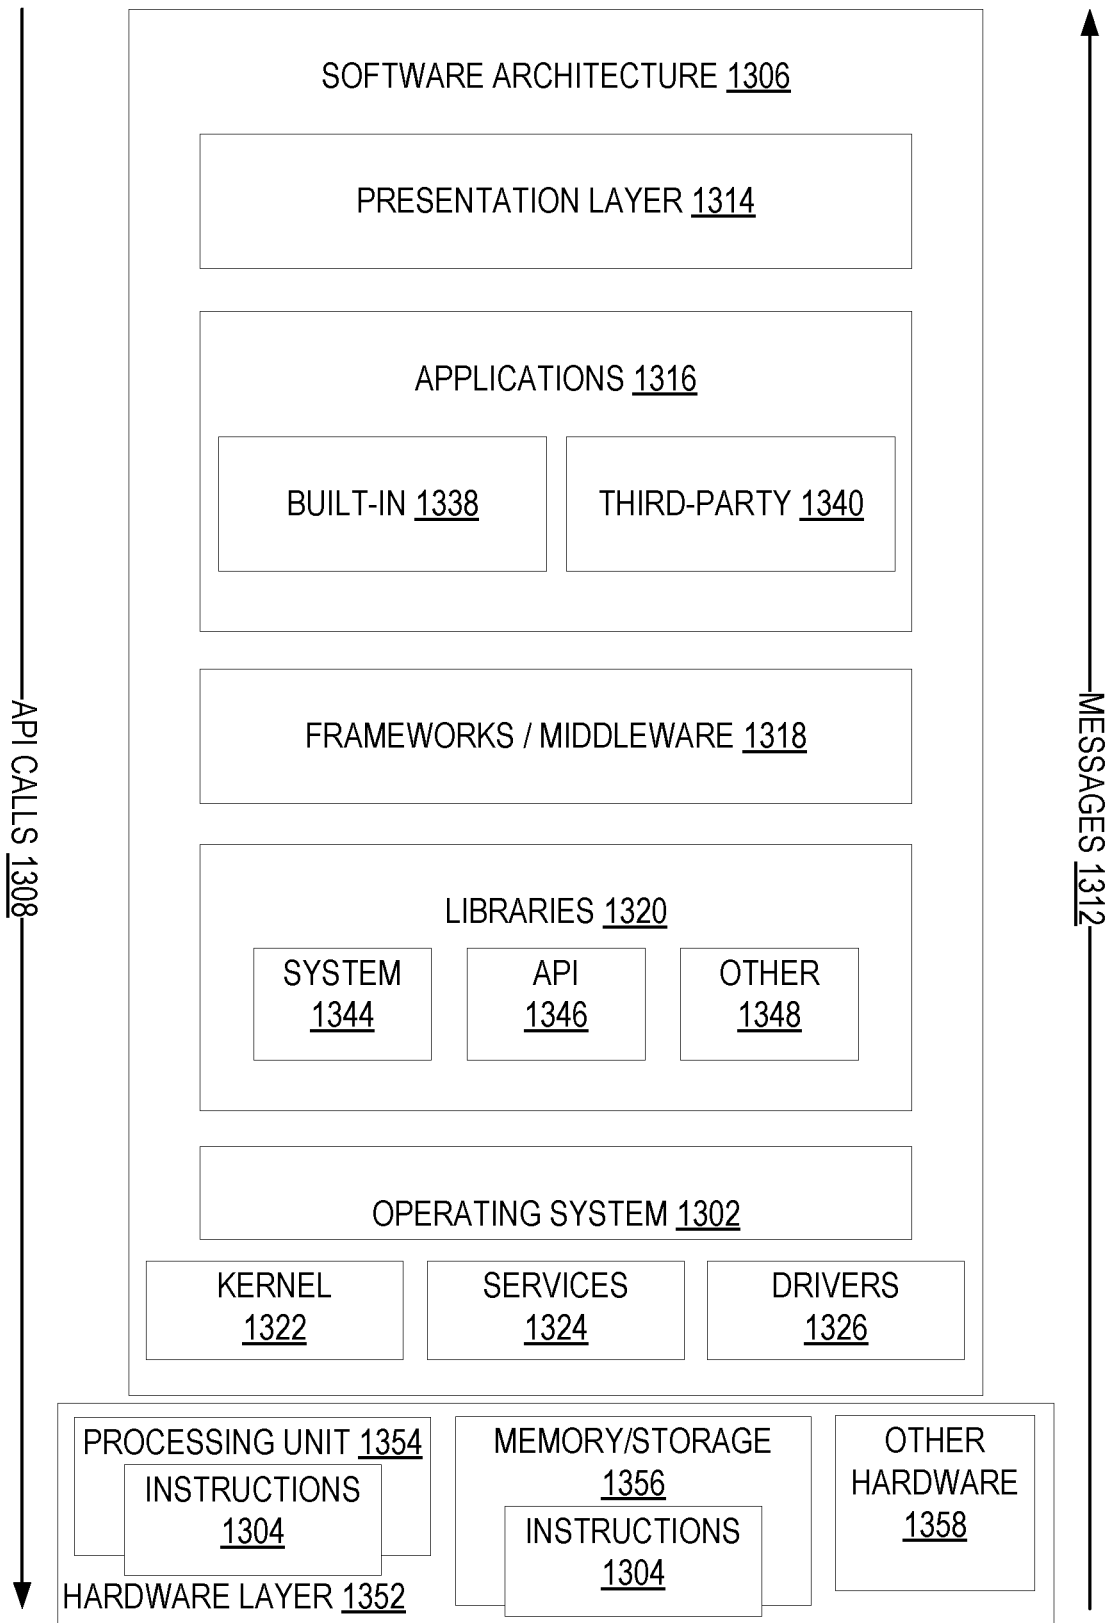 SOFTWARE ARCHITECTURE 1306
PRESENTATION LAYER 1314
APPLICATIONS 1316
BUILT-IN 1338
THIRD-PARTY 1340
FRAMEWORKS / MIDDLEWARE 1318
API CALLS 1308
MESSAGES 1312
LIBRARIES 1320
SYSTEM
1344
API
1346
OTHER
1348
OPERATING SYSTEM 1302
KERNEL
1322
SERVICES
1324
DRIVERS
1326
PROCESSING UNIT 1354
INSTRUCTIONS
1304
MEMORY/STORAGE
1356
INSTRUCTIONS
1304
OTHER
HARDWARE
1358
HARDWARE LAYER 1352